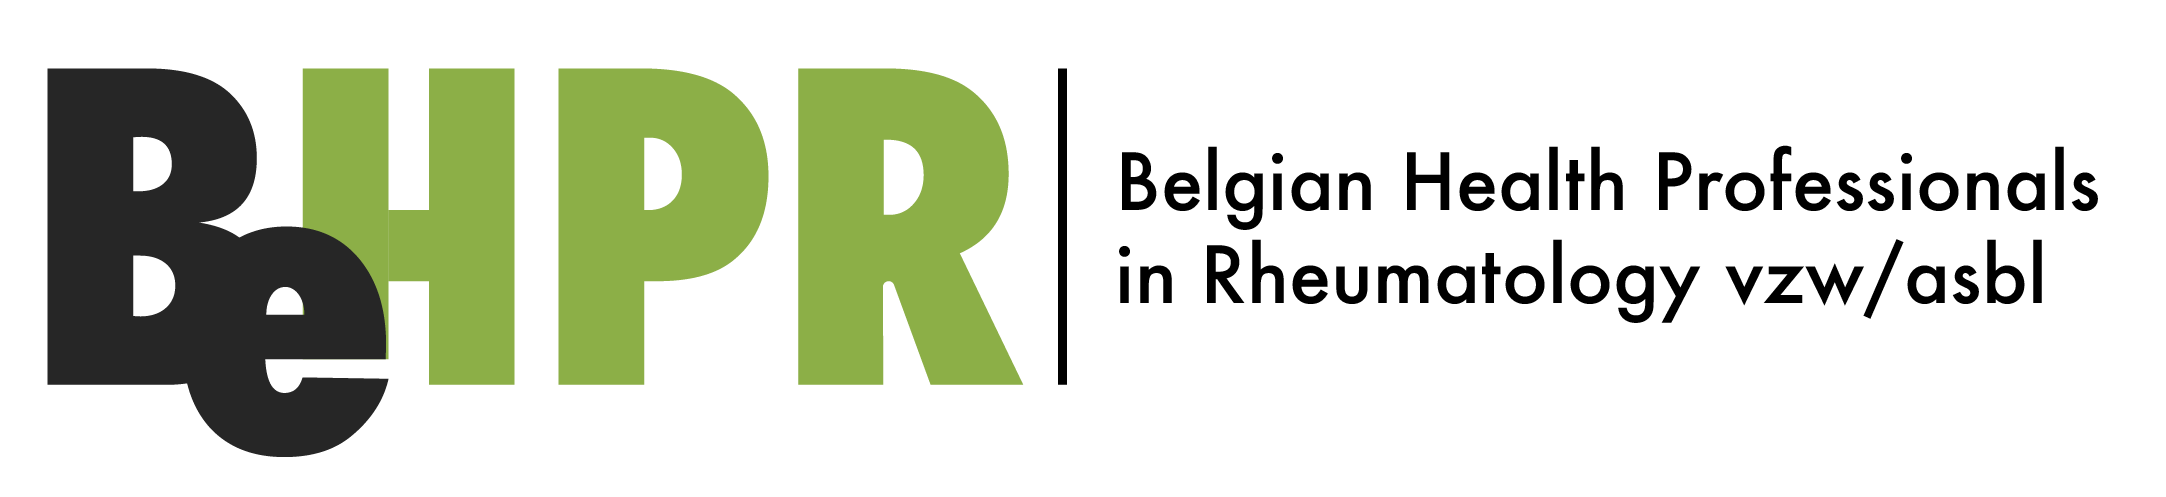 BeHPR
Belgian Health Professionals
in Rheumatology vzw/asbl